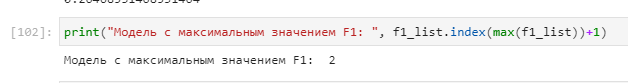 [102]: print("Модель с максимальным значением F1: ", f1_list.index(max(f1_list))+1)
Модель с максимальным значением F1:  2